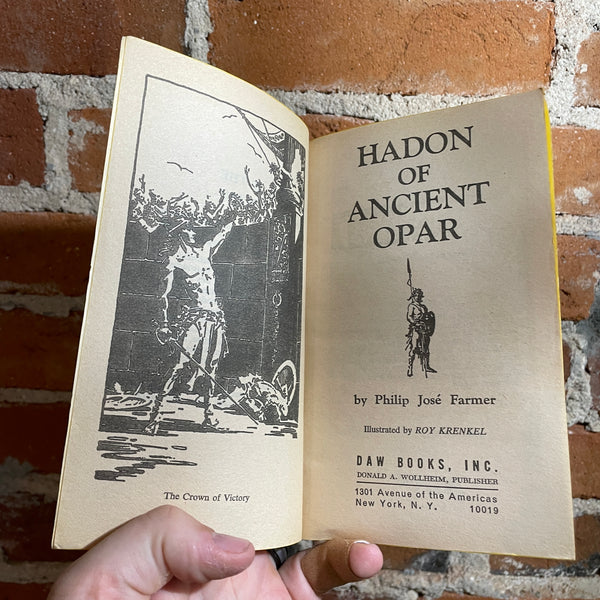 The Crown of Victory
HADON
OF
ANCIENT
OPAR
by Philip José Farmer
Illustrated by ROY KRENKEL
DAW BOOKS, INC.
DONALD A. WOLLHEIM, PUBLISHER
1301 Avenue of the Americas
New York, N. Y. 10019